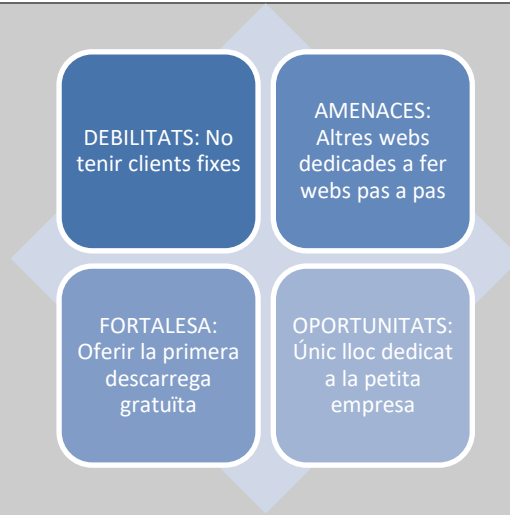 DEBILITATS: No
tenir clients fixes
AMENACES:
Altres webs
dedicades a fer
webs pas a pas
FORTALESA:
Oferir la primera
descarrega
gratuïta
OPORTUNITATS:
Únic lloc dedicat
a la petita
empresa